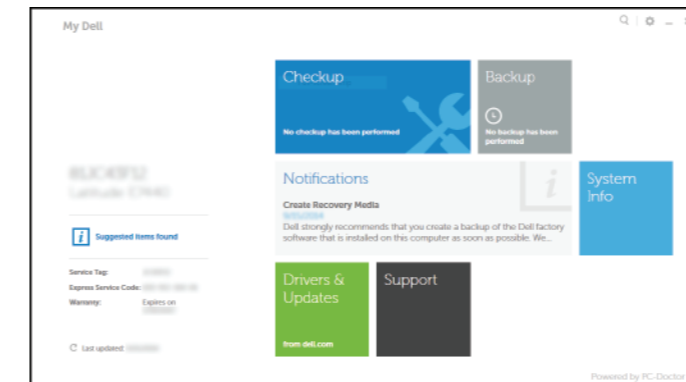 My Dell
Checkup
No checkup has been performed
Backup
No backup has been
performed
Notifications
Create Recovery Media
Dell strongly recommends that you create a backup of the Dell factory
software that is installed on this computer as soon as possible. We...
System
Info
Suggested items found
Service Tag:
Express Service Code:
Warranty: Expires on
Last updated:
Drivers &
Updates
from dell.com
Support
Powered by PC-Doctor